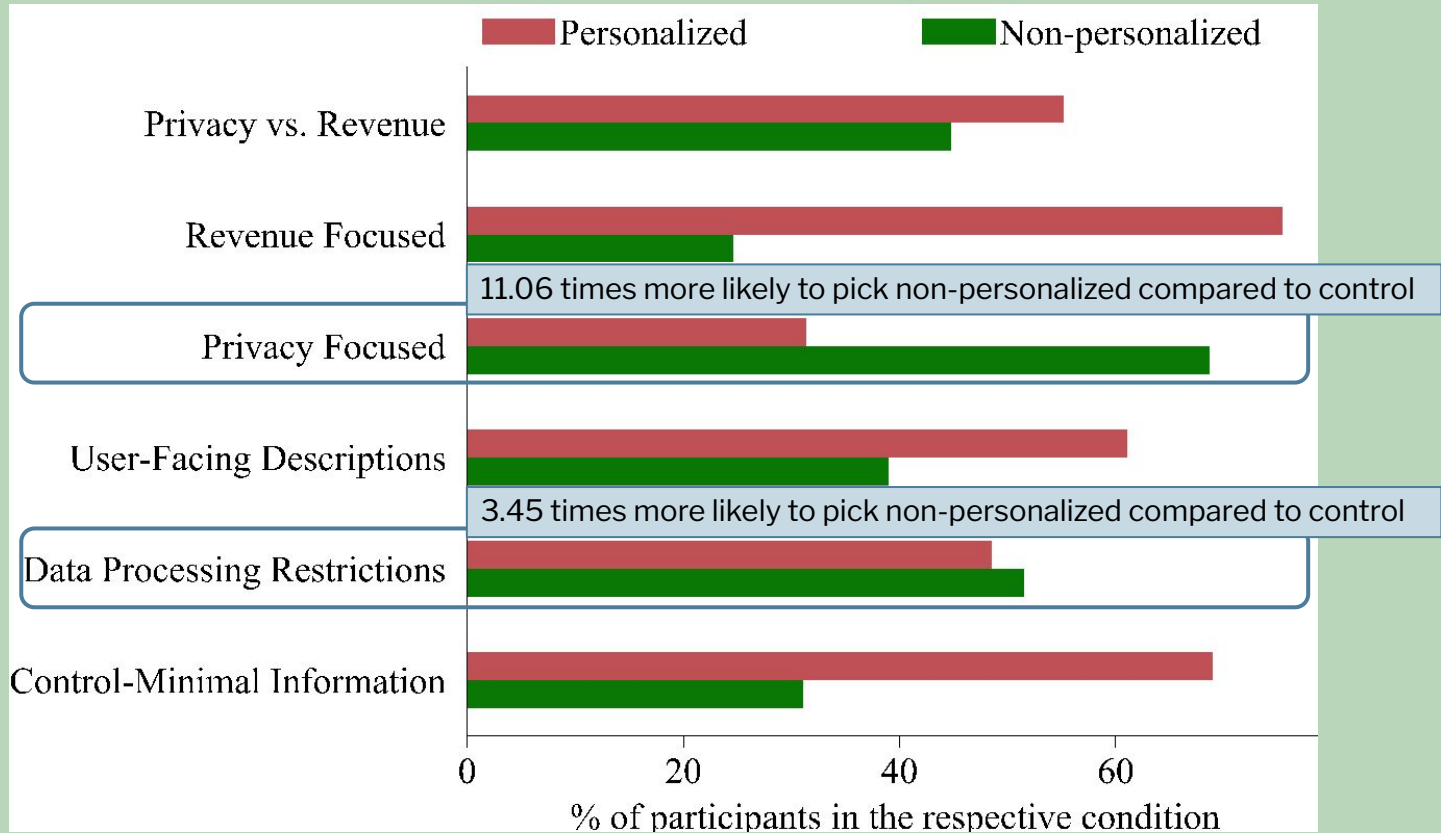 Personalized
Non-personalized
Privacy vs. Revenue
Revenue Focused
11.06 times more likely to pick non-personalized compared to control
Privacy Focused
User-Facing Descriptions
3.45 times more likely to pick non-personalized compared to control
Data Processing Restrictions
Control-Minimal Information
0 20 40 60
% of participants in the respective condition